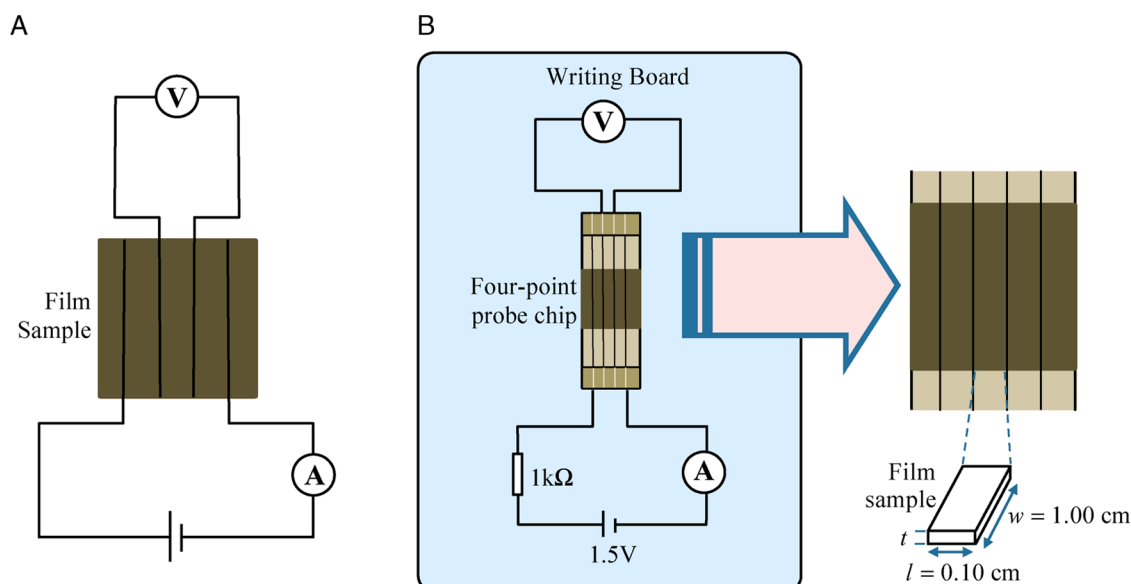 A
V
Film
Sample
A
B
Writing Board
V
Four-point
probe chip
1kΩ
A
1.5V
Film
sample
t
w = 1.00 cm
l = 0.10 cm